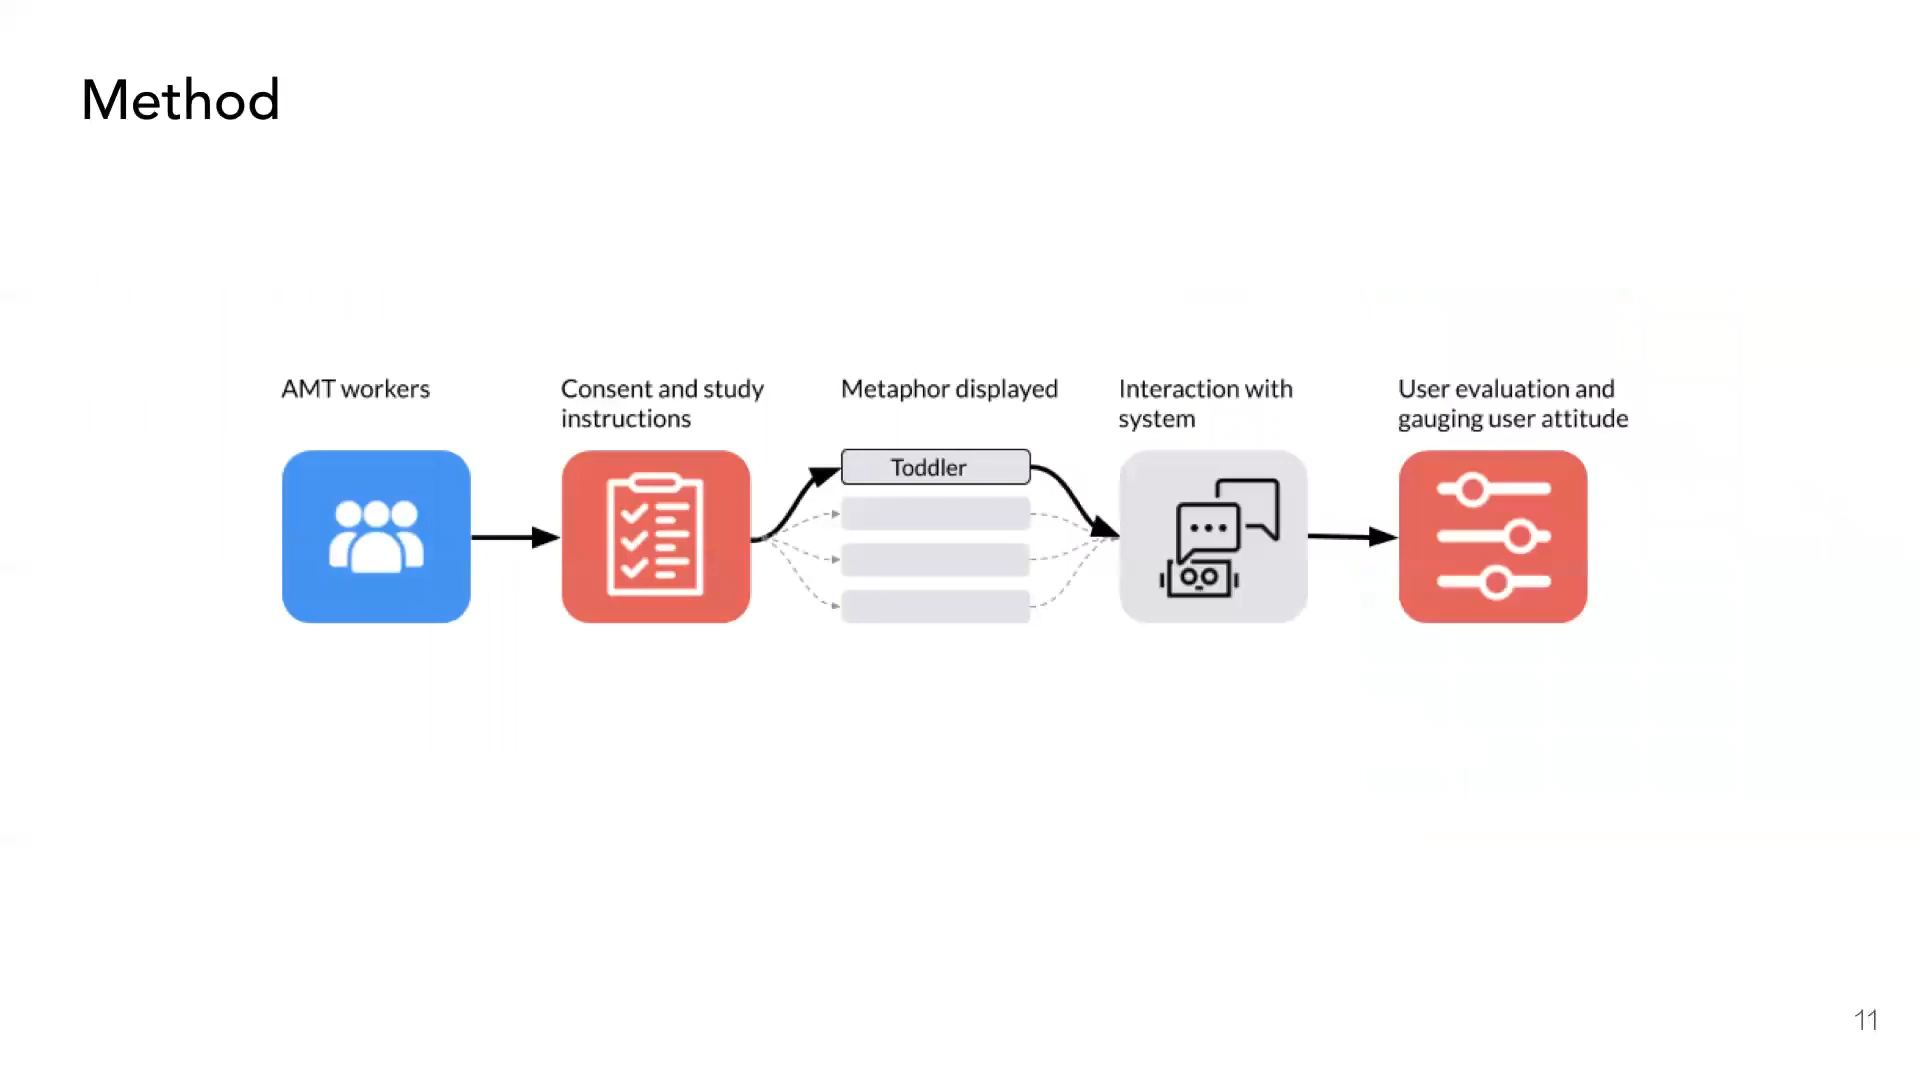 Method
AMT workers
Consent and study
instructions
Metaphor displayed
Interaction with
system
User evaluation and
gauging user attitude
Toddler
11